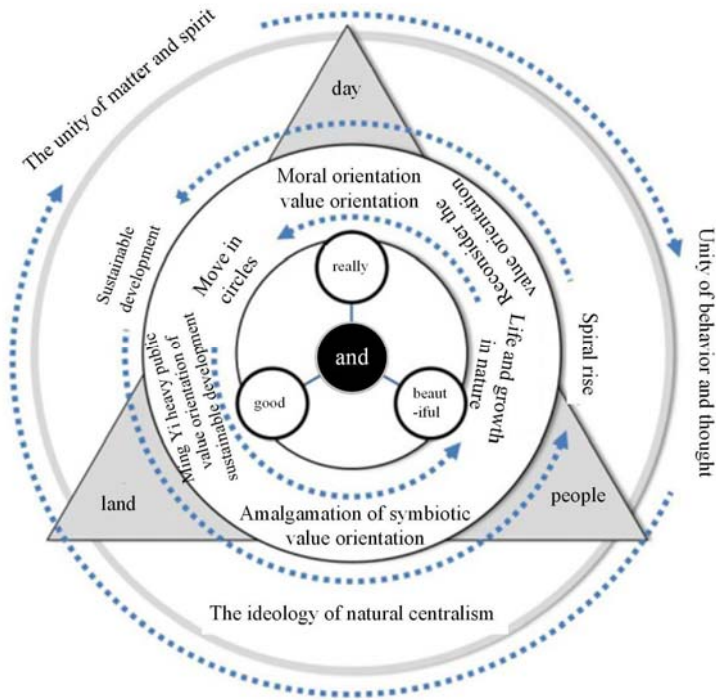 The unity of matter and spirit
day
Moral orientation
value orientation
Reconsider the
value orientation
Sustainable
development
Move in
circles
really
Unity of behavior and thought
Spiral rise
Life and growth
in nature
and
Ming Yi heavy public
value orientation of
sustainable development
good
beaut
-iful
land
people
Amalgamation of symbiotic
value orientation
The ideology of natural centralism